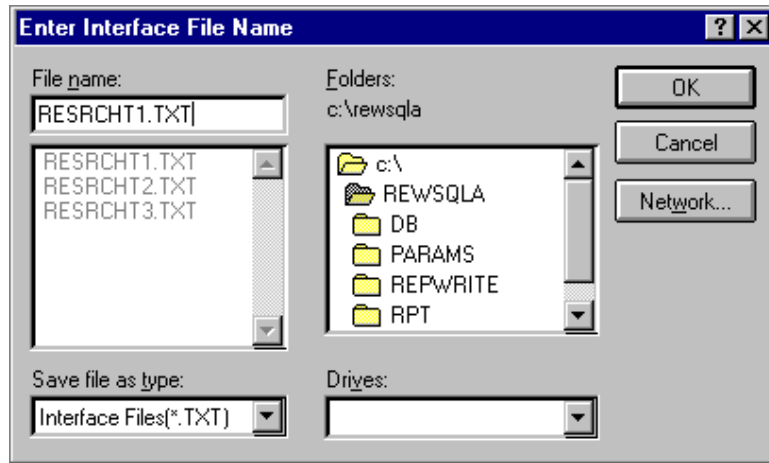 Enter Interface File Name
File name:
RESRCHT1.TXT
RESRCHT1.TXT
RESRCHT2.TXT
RESRCHT3.TXT
Save file as type:
Interface Files(*.TXT)
Folders:
c:\rewsqla
c:\
REWSQLA
DB
PARAMS
REPWRITE
RPT
Drives:
OK
Cancel
Network...